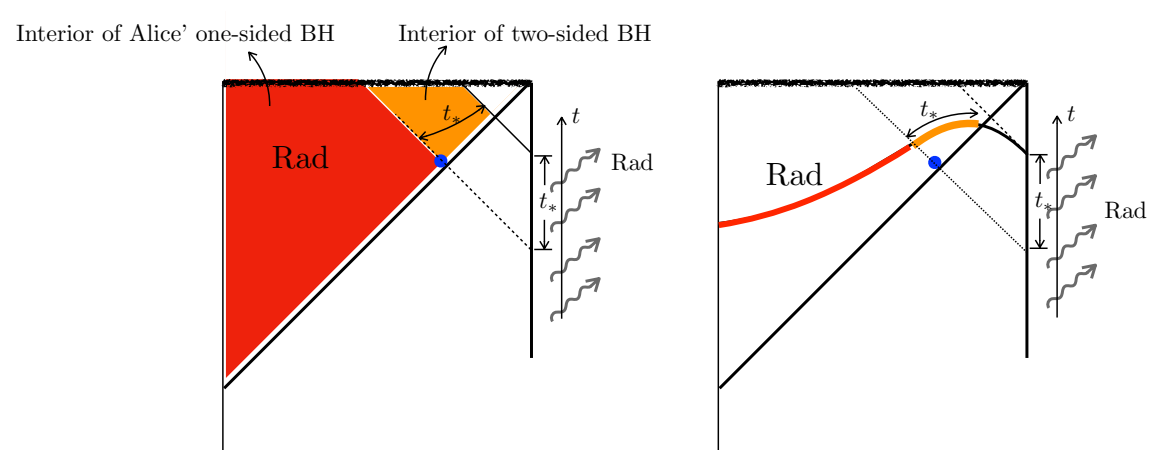 Interior of Alice' one-sided BH
Interior of two-sided BH
t*
t
Rad
Rad
t*
t*
t
Rad
t*
Rad